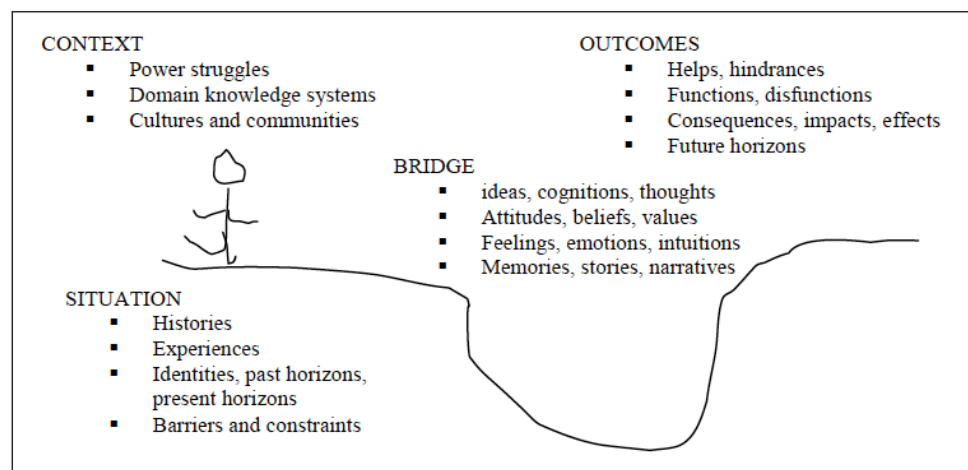 CONTEXT
▪ Power struggles
▪ Domain knowledge systems
▪ Cultures and communities
OUTCOMES
▪ Helps, hindrances
▪ Functions, disfunctions
▪ Consequences, impacts, effects
▪ Future horizons
BRIDGE
▪ ideas, cognitions, thoughts
▪ Attitudes, beliefs, values
▪ Feelings, emotions, intuitions
▪ Memories, stories, narratives
SITUATION
▪ Histories
▪ Experiences
▪ Identities, past horizons,
present horizons
▪ Barriers and constraints